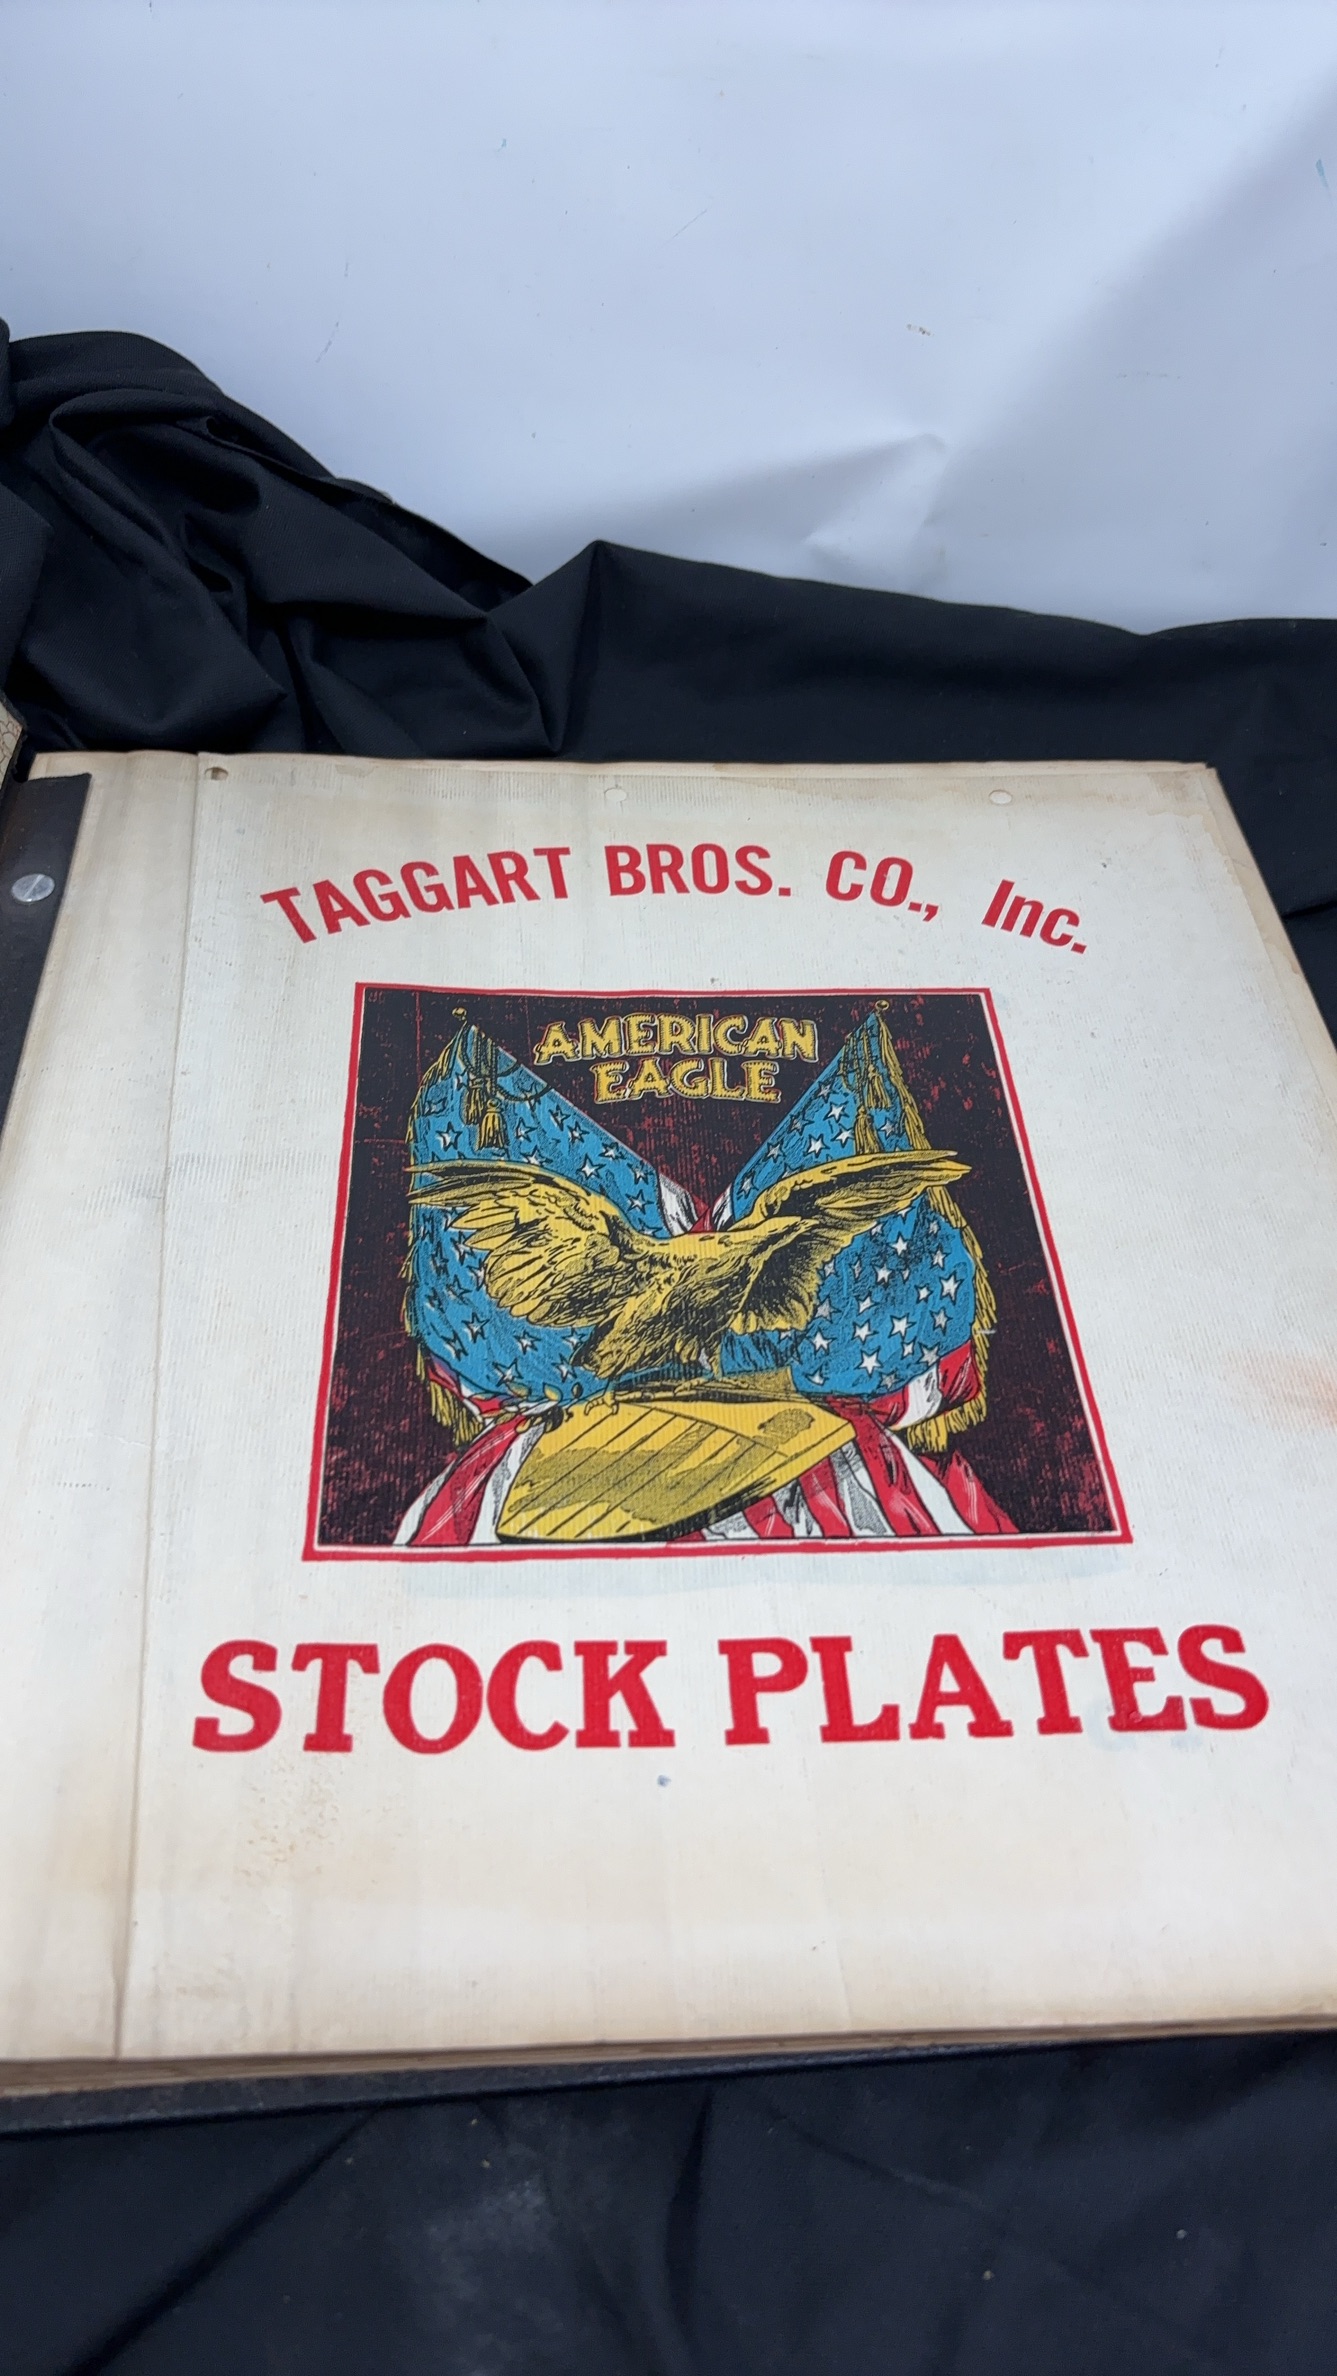 TAGGART BROS. CO., Inc.
AMERICAN
EAGLE
STOCK PLATES